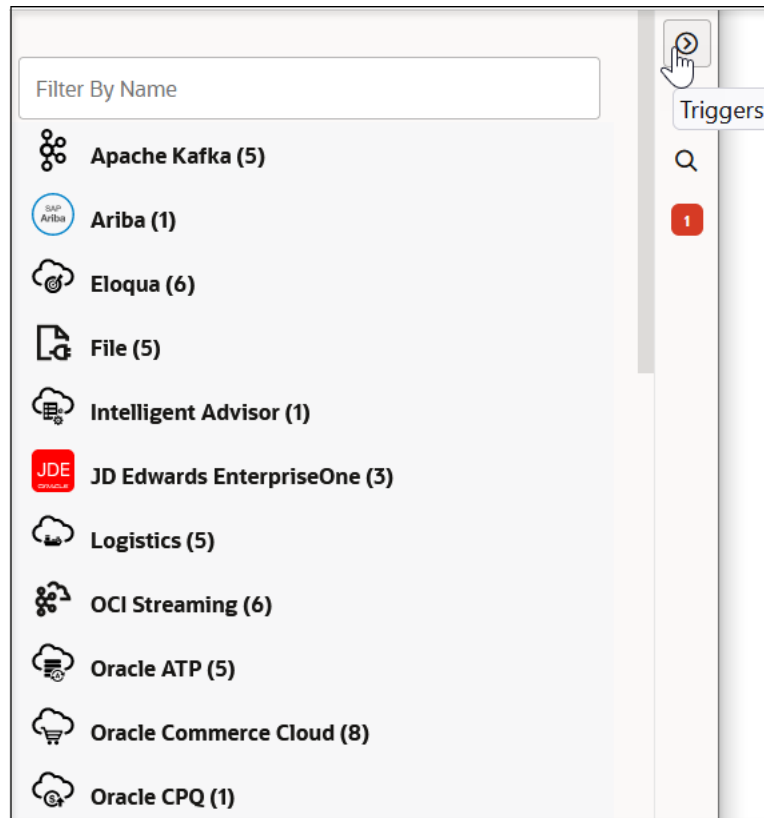 Filter By Name
Triggers
Apache Kafka (5)
SAP
Ariba
Ariba (1)
1
Eloqua (6)
File (5)
Intelligent Advisor (1)
JDE
ORACLE
JD Edwards EnterpriseOne (3)
Logistics (5)
OCI Streaming (6)
Oracle ATP (5)
Oracle Commerce Cloud (8)
Oracle CPQ (1)